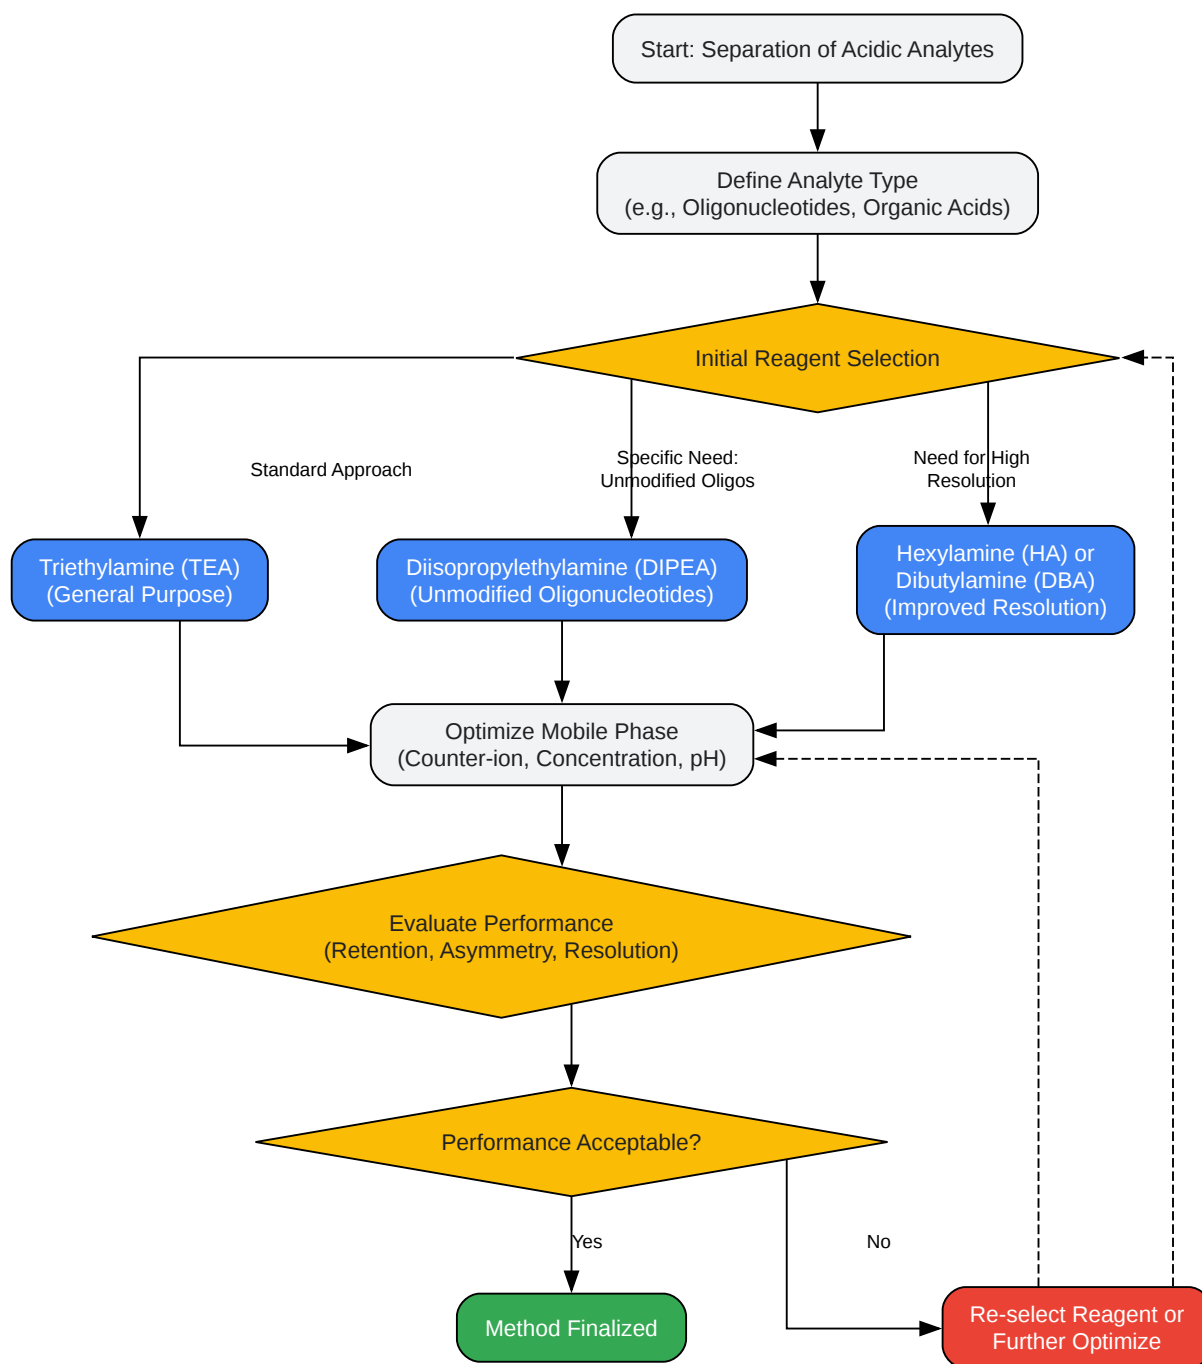 Start: Separation of Acidic Analytes
Define Analyte Type
(e.g., Oligonucleotides, Organic Acids)
Initial Reagent Selection
Standard Approach
Specific Need:
Unmodified Oligos
Need for High
Resolution
Triethylamine (TEA)
(General Purpose)
Diisopropylethylamine (DIPEA)
(Unmodified Oligonucleotides)
Hexylamine (HA) or
Dibutylamine (DBA)
(Improved Resolution)
Optimize Mobile Phase
(Counter-ion, Concentration, pH)
Evaluate Performance
(Retention, Asymmetry, Resolution)
Performance Acceptable?
Yes
No
Method Finalized
Re-select Reagent or
Further Optimize